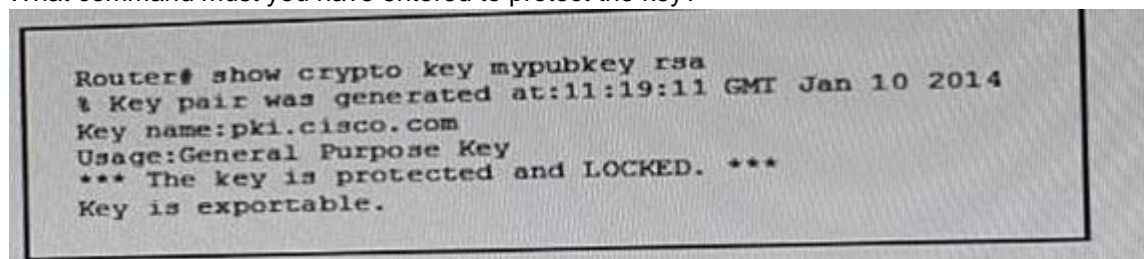 What command must you have entered to protect the key?
Router# show crypto key mypubkey rsa
% Key pair was generated at:11:19:11 GMT Jan 10 2014
Key name:pki.cisco.com
Usage:General Purpose Key
*** The key is protected and LOCKED. ***
Key is exportable.